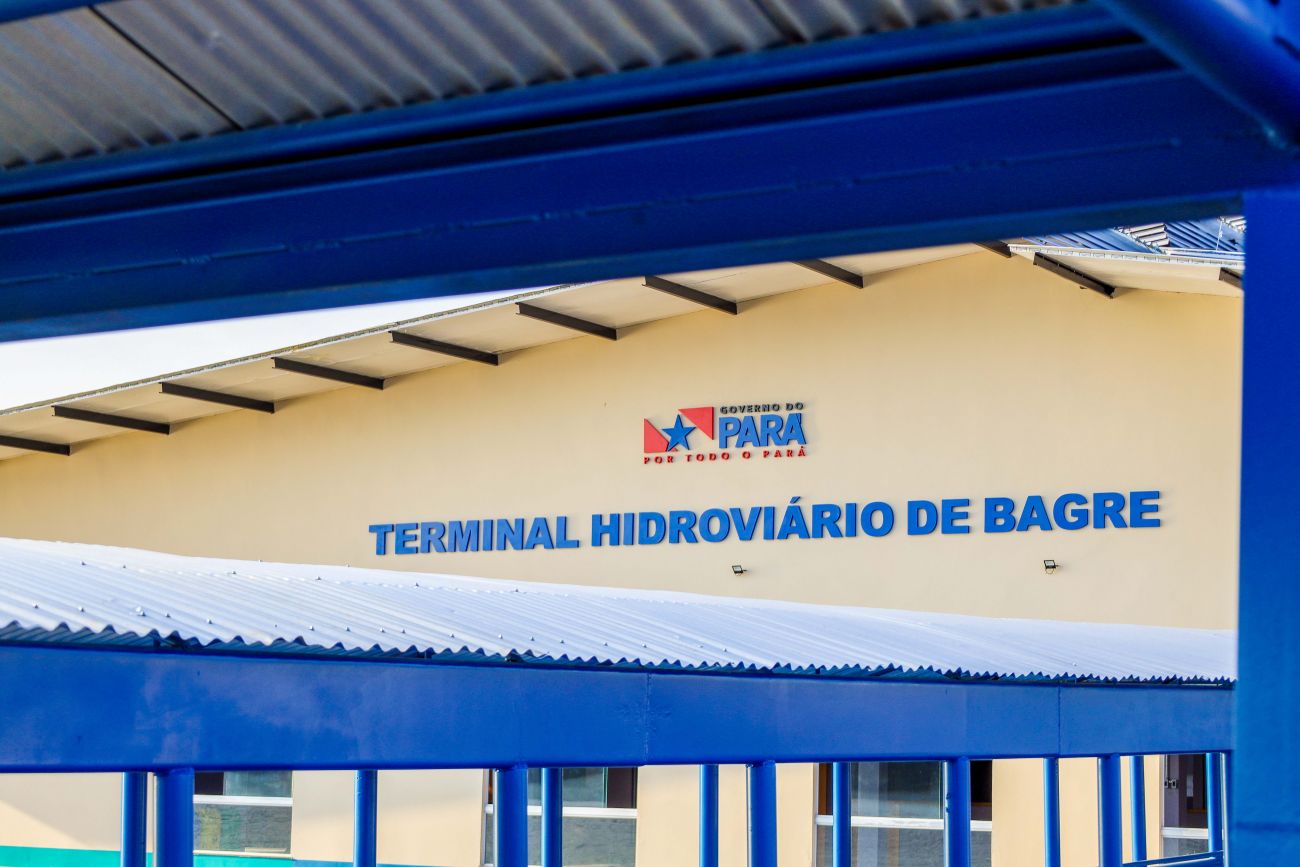 GOVERNO DO
PARÁ
POR TODO O PARÁ
TERMINAL HIDROVIÁRIO DE BAGRE